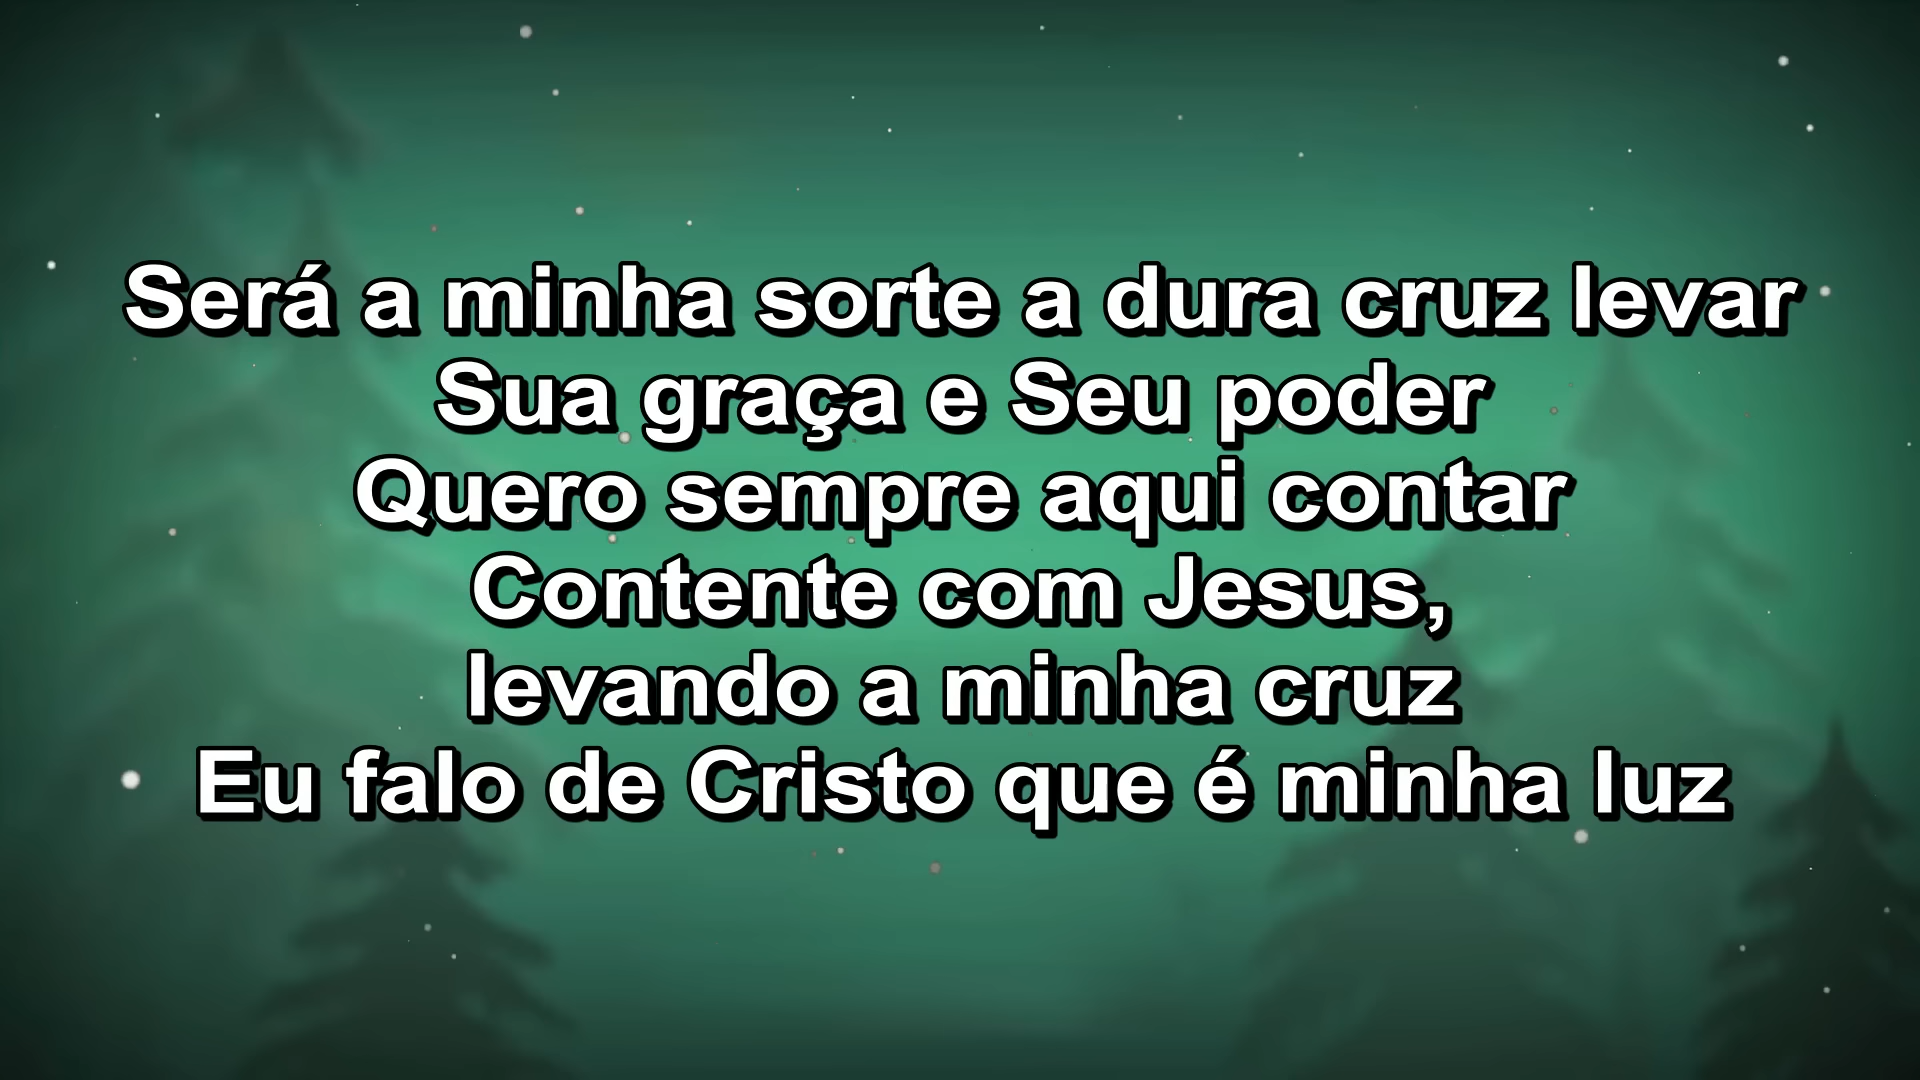 Será a minha sorte a dura cruz levar
Sua graça e Seu poder
Quero sempre aqui contar
Contente com Jesus,
levando a minha cruz
Eu falo de Cristo que é minha luz